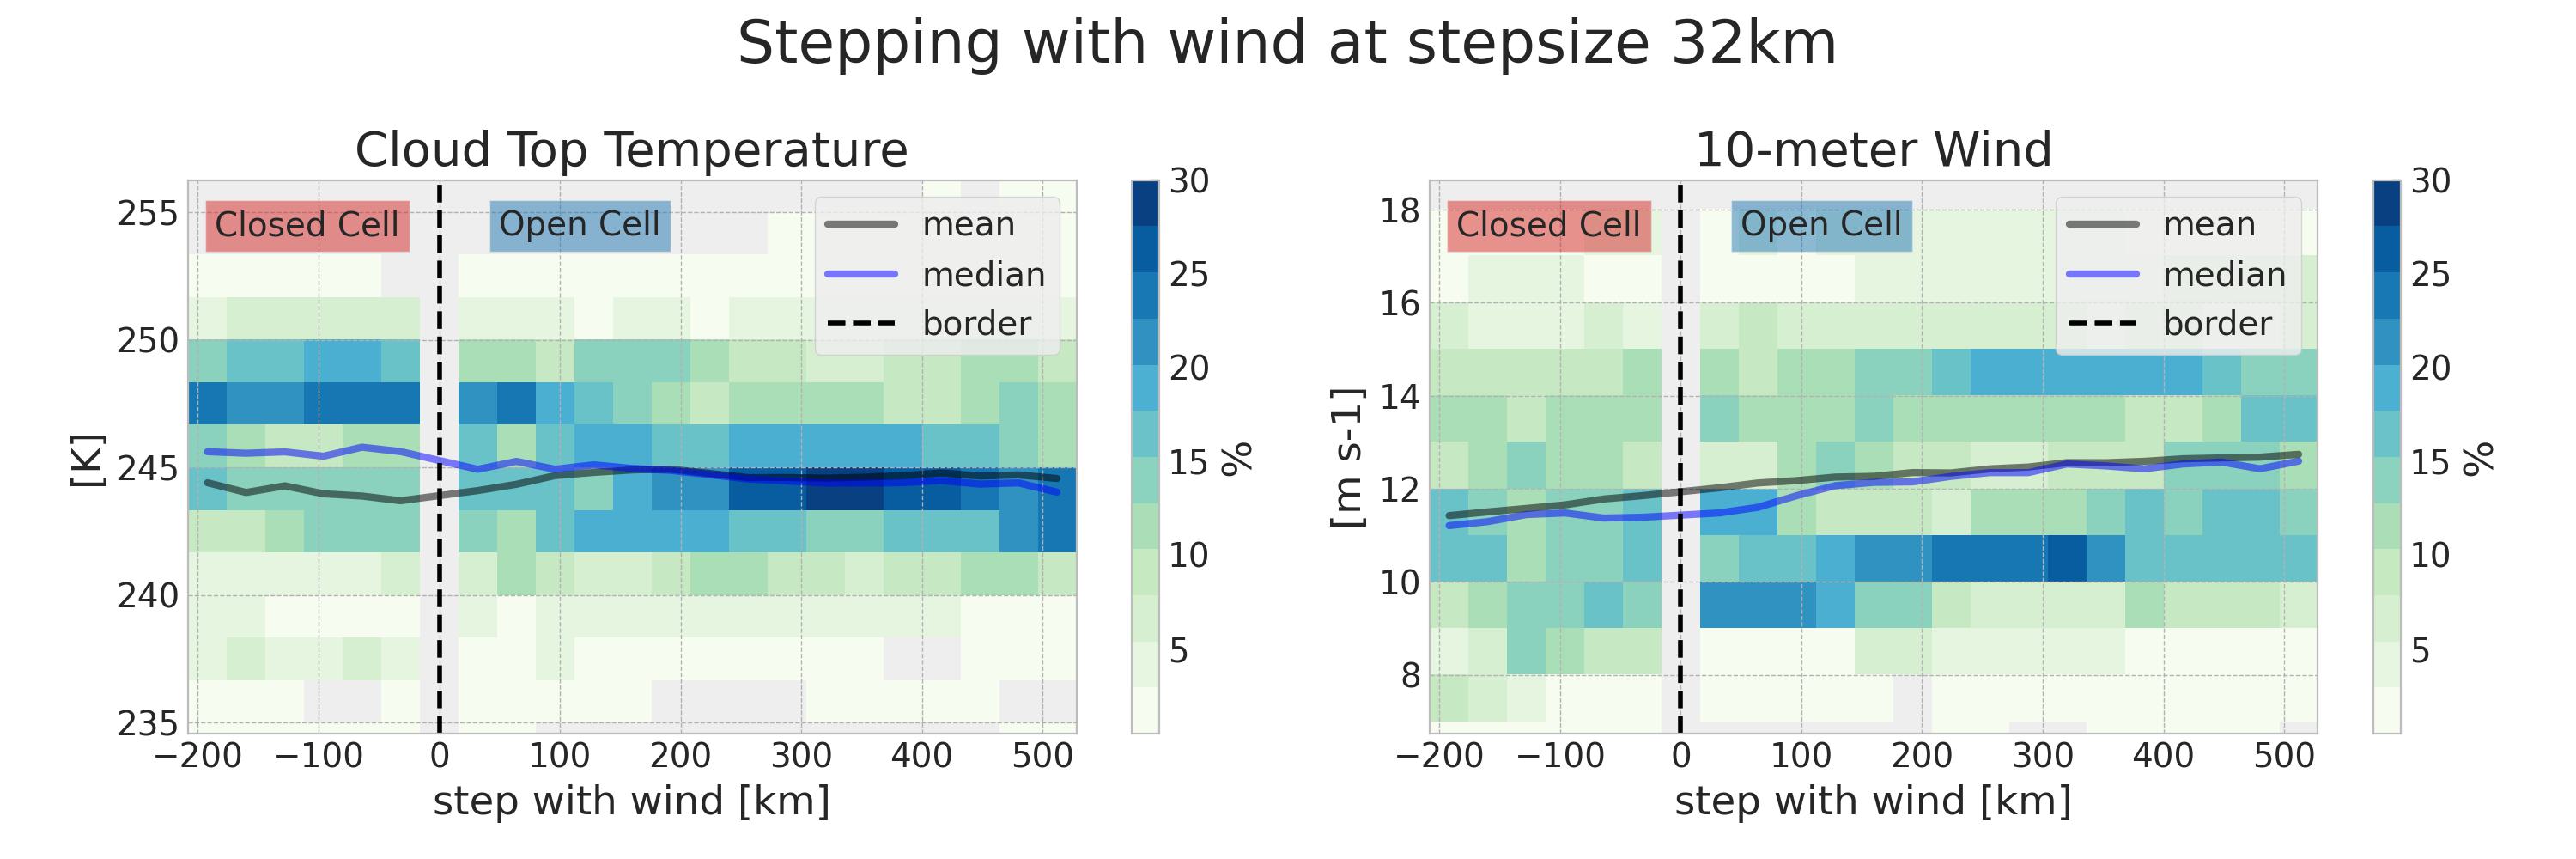 Stepping with wind at stepsize 32km
Cloud Top Temperature
[K]
255
250
245
240
235
Closed Cell
Open Cell
mean
median
border
−200 −100 0 100 200 300 400 500
step with wind [km]
30
25
20
15
10
5
%
10-meter Wind
[m s-1]
18
16
14
12
10
8
Closed Cell
Open Cell
mean
median
border
−200 −100 0 100 200 300 400 500
step with wind [km]
30
25
20
15
10
5
%